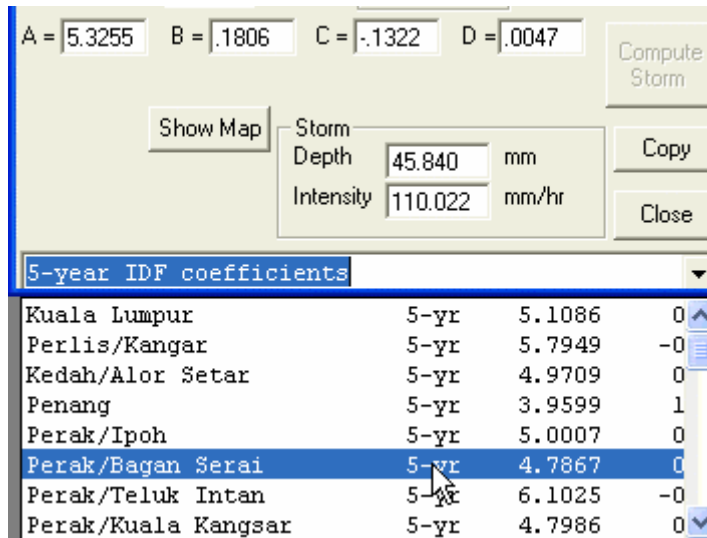 A = 5.3255 B = .1806 C = -.1322 D = .0047
Compute
Storm
Show Map
Storm
Depth 45.840 mm
Copy
Intensity 110.022 mm/hr
Close
5-year IDF coefficients
Kuala Lumpur 5-yr 5.1086 0
Perlis/Kangar 5-yr 5.7949 -0
Kedah/Alor Setar 5-yr 4.9709 0
Penang 5-yr 3.9599 1
Perak/Ipoh 5-yr 5.0007 0
Perak/Bagan Serai 5-yr 4.7867 0
Perak/Teluk Intan 5-yr 6.1025 -0
Perak/Kuala Kangsar 5-yr 4.7986 0